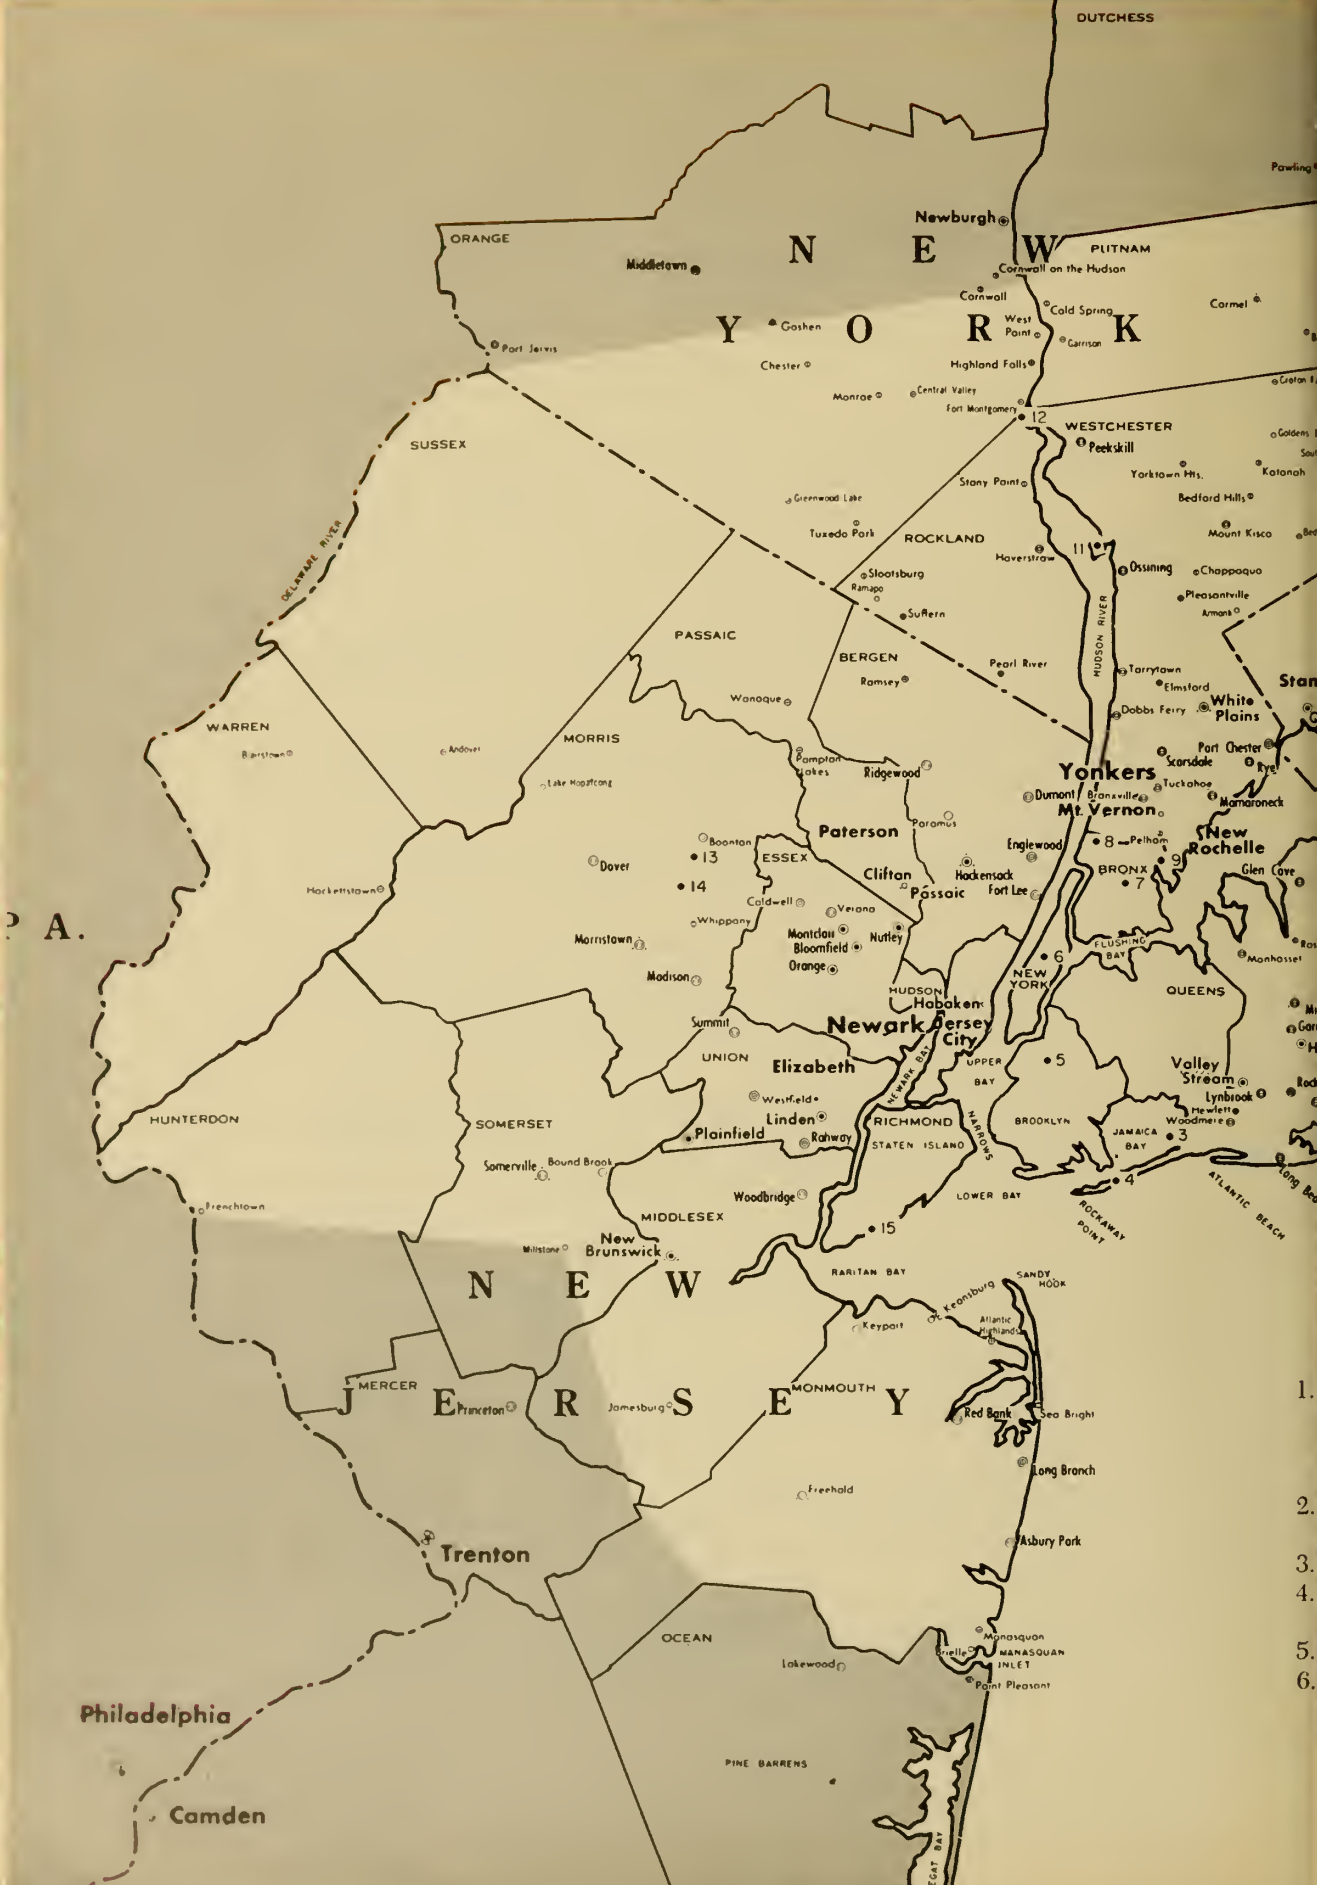 DUTCHESS
Pawling
Newburgh
ORANGE
N E W
PUTNAM
Middletown
Cornwall on the Hudson
Cornwall
Cold Spring
Carmel
Goshen
Y O R K
West
Point
Garrison
Port Jervis
Chester
Highland Falls
Monroe
Central Valley
Fort Montgomery
12
WESTCHESTER
SUSSEX
Peekskill
Yorktown Hts.
Katonah
Stony Point
Greenwood Lake
Bedford Hills
Tuxedo Park
ROCKLAND
Mount Kisco
DELAWARE RIVER
Haverstraw
11
Ossining
Chappaqua
Slootsburg
Ramapo
Pleasantville
Armonk
Suffern
HUDSON RIVER
PASSAIC
BERGEN
Pearl River
Tarrytown
Ramsey
Elmsford
Wanaque
White
Plains
Dobbs Ferry
WARREN
MORRIS
Blairstown
Andover
Port Chester
Pompton
Lakes
Scarsdale
Rye
Ridgewood
Yonkers
Lake Hopatcong
Tuckahoe
Dumont
Bronxville
Mamaroneck
Mt. Vernon
Paramus
Paterson
New
Rochelle
Boonton
Englewood
8
Pelham
13
ESSEX
Dover
9
Hackensack
BRONX
Glen Cove
Clifton
7
14
Hackettstown
Passaic
Fort Lee
Caldwell
Verona
Whippany
P A.
Montclair
Nutley
Morristown
Bloomfield
FLUSHING
BAY
6
Manhasset
Orange
NEW
YORK
Madison
HUDSON
QUEENS
Hoboken
Summit
Newark
Jersey
City
UNION
Elizabeth
NEWARK BAY
UPPER
BAY
5
Valley
Stream
Westfield
Lynbrook
Hewlett
HUNTERDON
SOMERSET
Linden
RICHMOND
NARROWS
BROOKLYN
Woodmere
Plainfield
Rahway
STATEN ISLAND
JAMAICA
BAY
3
Somerville
Bound Brook
4
Woodbridge
LOWER BAY
ROCKAWAY
POINT
ATLANTIC BEACH
Frenchtown
MIDDLESEX
15
Millstone
New
Brunswick
RARITAN BAY
SANDY
HOOK
N E W
Keansburg
Keyport
Atlantic
Highlands
MERCER
MONMOUTH
1.
J E R S E Y
Princeton
Jamesburg
Red Bank
Sea Bright
Long Branch
Freehold
2.
Asbury Park
Trenton
3.
4.
OCEAN
Manasquan
Brielle
MANASQUAN
INLET
5.
Lakewood
6.
Point Pleasant
Philadelphia
PINE BARRENS
Camden
BAY